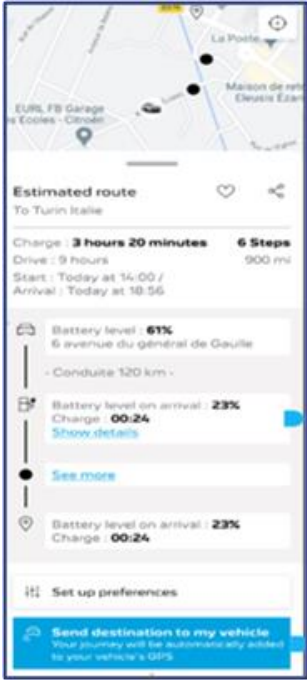 La Poste
Maison de
Eleusis
EURL FB Garage
Ecoles - Citroën
Estimated route
To Turin Italie
Charge : 3 hours 20 minutes 6 Steps
Drive : 9 hours 900 mi
Start : Today at 14:00 /
Arrival : Today at 18:56
Battery level : 61%
6 avenue du général de Gaulle
- Conduite 120 km -
Battery level on arrival : 23%
Charge : 00:24
Show details
See more
Battery level on arrival : 23%
Charge : 00:24
Set up preferences
Send destination to my vehicle
Your journey will be automatically added
to your vehicle's GPS